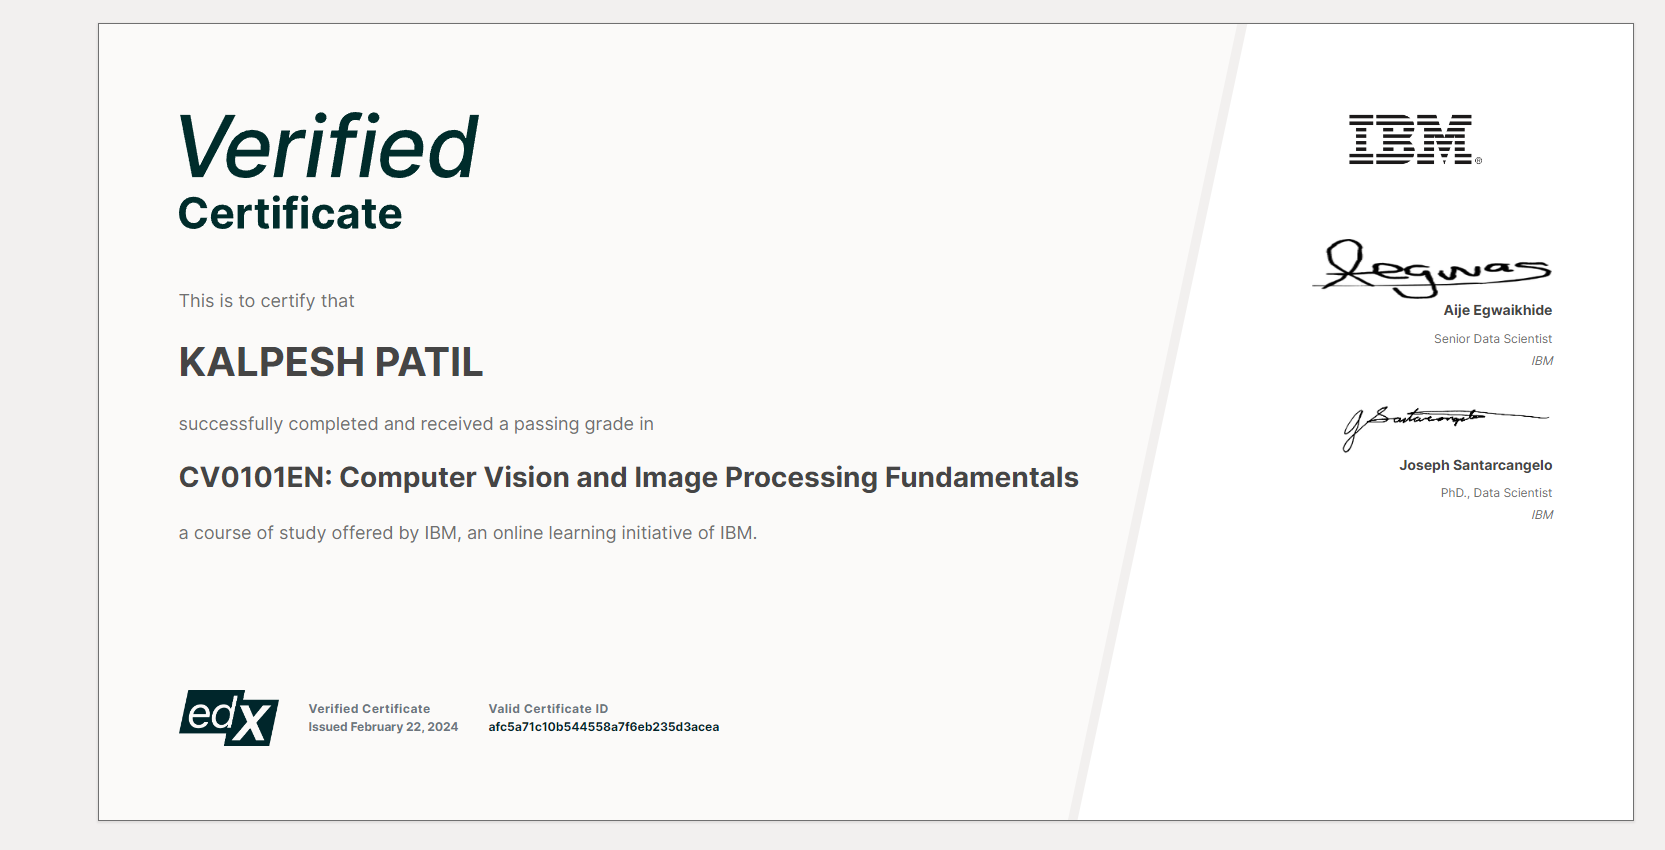 Verified
Certificate
This is to certify that
KALPESH PATIL
successfully completed and received a passing grade in
CV0101EN: Computer Vision and Image Processing Fundamentals
a course of study offered by IBM, an online learning initiative of IBM.
edX
Verified Certificate
Issued February 22, 2024
Valid Certificate ID
afc5a71c10b544558a7f6eb235d3acea
IBM®
Aije Egwaikhide
Senior Data Scientist
IBM
J Santarcangelo
Joseph Santarcangelo
PhD., Data Scientist
IBM